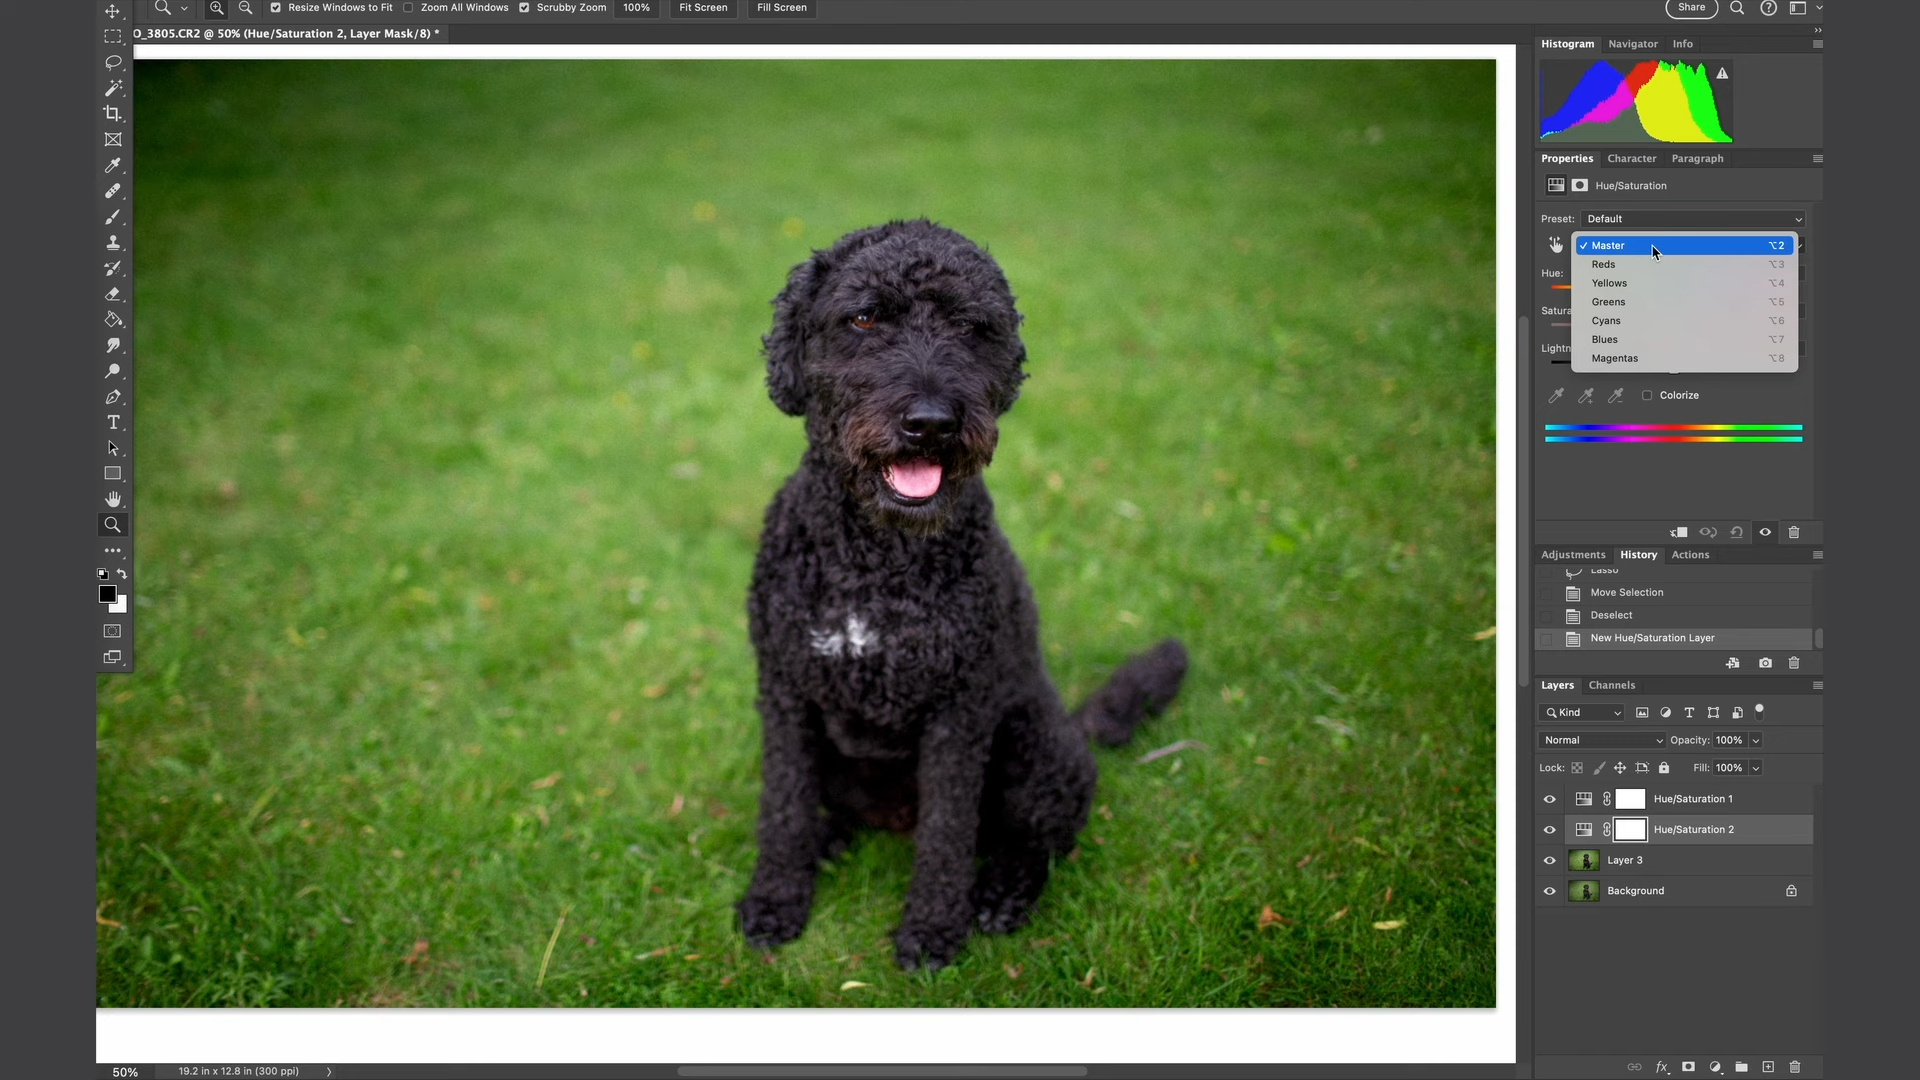 Resize Windows to Fit Zoom All Windows Scrubby Zoom 100% Fit Screen Fill Screen Share
O_3805.CR2 @ 50% (Hue/Saturation 2, Layer Mask/8) *
Histogram Navigator Info
Properties Character Paragraph
Hue/Saturation
Preset: Default
Master ⌥2
Reds ⌥3
Hue:
Yellows ⌥4
Greens ⌥5
Satura
Cyans ⌥6
Blues ⌥7
Lightn
Magentas ⌥8
Colorize
Adjustments History Actions
Lasso
Move Selection
Deselect
New Hue/Saturation Layer
Layers Channels
Kind
Normal Opacity: 100%
Lock: Fill: 100%
Hue/Saturation 1
Hue/Saturation 2
Layer 3
Background
fx
50% 19.2 in x 12.8 in (300 ppi)